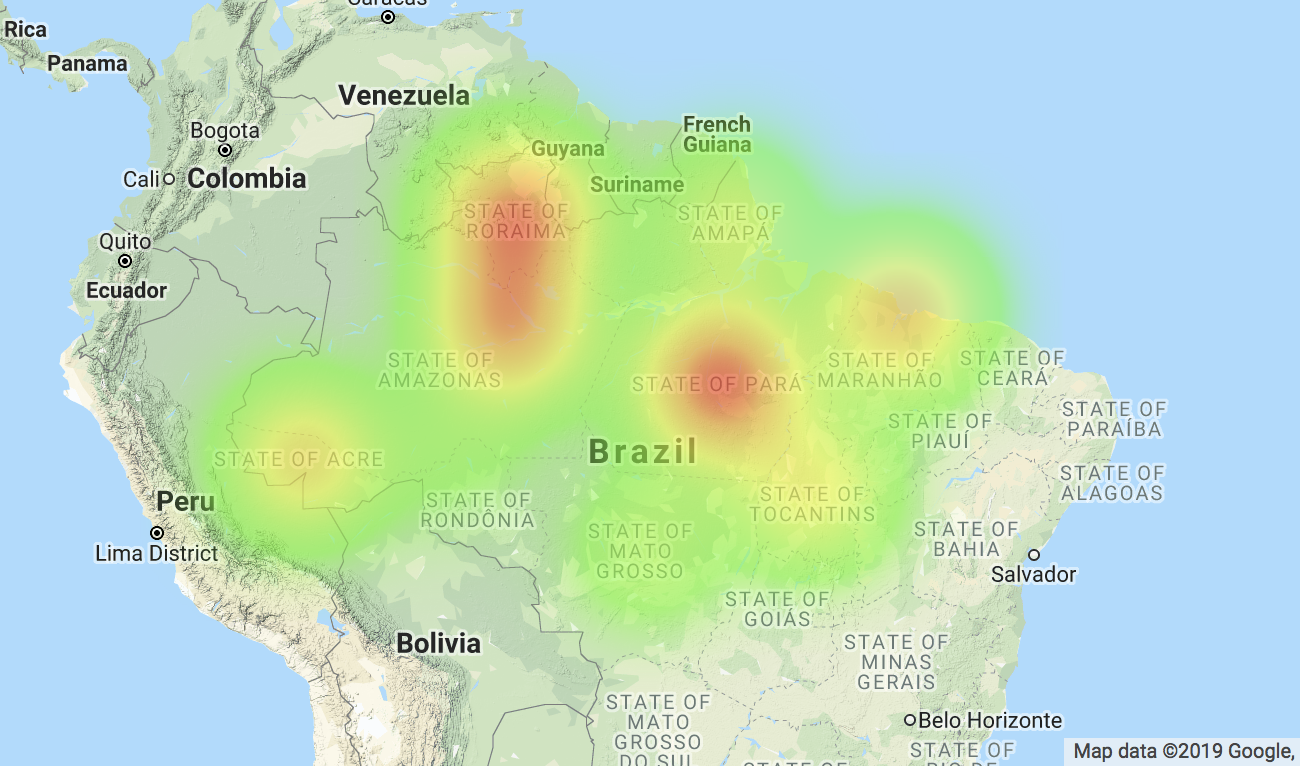 Caracas
Rica
Panama
Venezuela
Bogota
French
Guiana
Guyana
Cali
Colombia
Suriname
STATE OF
RORAIMA
STATE OF
AMAPÁ
Quito
Ecuador
STATE OF
AMAZONAS
STATE OF PARÁ
STATE OF
MARANHÃO
STATE OF
CEARÁ
STATE OF
PARAÍBA
STATE OF
PIAUÍ
Brazil
STATE OF ACRE
STATE OF
ALAGOAS
Peru
STATE OF
RONDÔNIA
STATE OF
TOCANTINS
Lima District
STATE OF
MATO
GROSSO
STATE OF
BAHIA
Salvador
STATE OF
GOIÁS
Bolivia
STATE OF
MINAS
GERAIS
STATE OF
MATO
GROSSO
DO SUL
Belo Horizonte
STATE OF
RIO DE
STATE OF
Map data ©2019 Google,